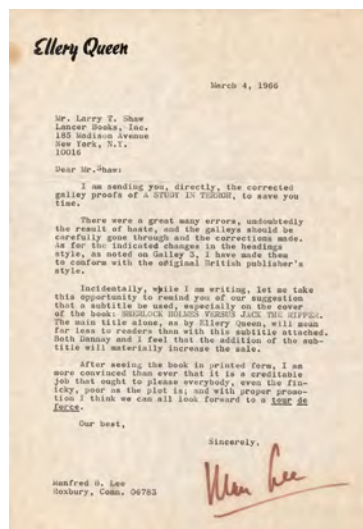 Ellery Queen
March 4, 1966
Mr. Larry T. Shaw
Lancer Books, Inc.
185 Madison Avenue
New York, N.Y.
10016
Dear Mr.Shaw:
I am sending you, directly, the corrected
galley proofs of A STUDY IN TERROR, to save you
time.
There were a great many errors, undoubtedly
the result of haste, and the galleys should be
carefully gone through and the corrections made.
As for the indicated changes in the headings
style, as noted on Galley 3, I have made them
to conform with the original British publisher's
style.
Incidentally, while I am writing, let me take
this opportunity to remind you of our suggestion
that a subtitle be used, especially on the cover
of the book: SHERLOCK HOLMES VERSUS JACK THE RIPPER.
The main title alone, as by Ellery Queen, will mean
far less to readers than with this subtitle attached.
Both Dannay and I feel that the addition of the sub-
title will materially increase the sale.
After seeing the book in printed form, I am
more convinced than ever that it is a creditable
job that ought to please everybody, even the fin-
icky, poor as the plot is; and with proper promo-
tion I think we can all look forward to a tour de
force.
Our best,
Sincerely,
Man Lee
Manfred B. Lee
Roxbury, Conn. 06783